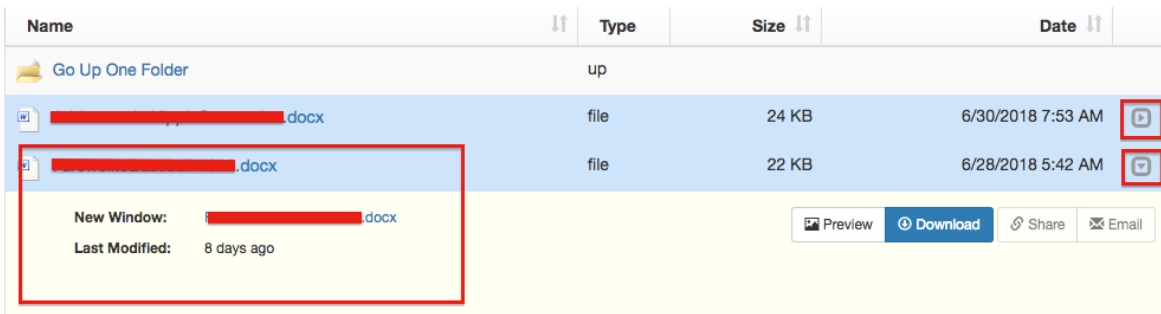 Name Type Size Date
Go Up One Folder up
.docx file 24 KB 6/30/2018 7:53 AM
.docx file 22 KB 6/28/2018 5:42 AM
New Window: .docx Preview Download Share Email
Last Modified: 8 days ago